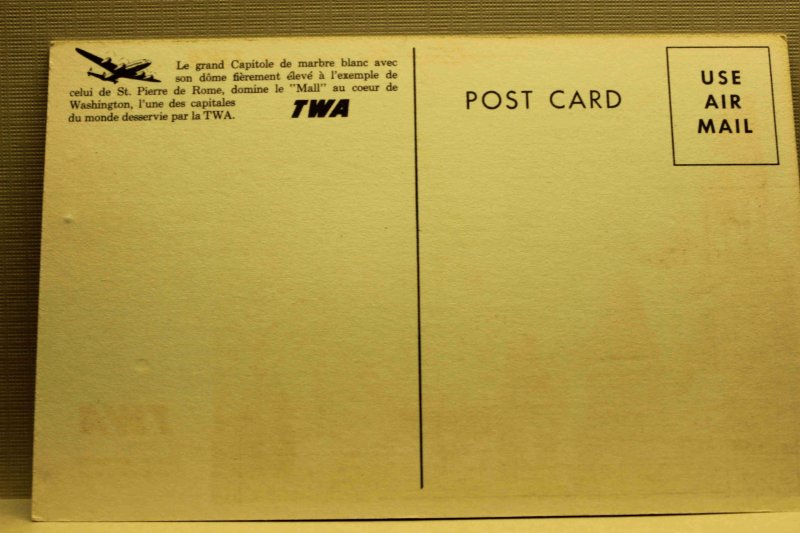 Le grand Capitole de marbre blanc avec
son dôme fièrement élevé à l'exemple de
celui de St. Pierre de Rome, domine le "Mall" au coeur de
Washington, l'une des capitales
du monde desservie par la TWA.
TWA
POST CARD
USE
AIR
MAIL
TWA